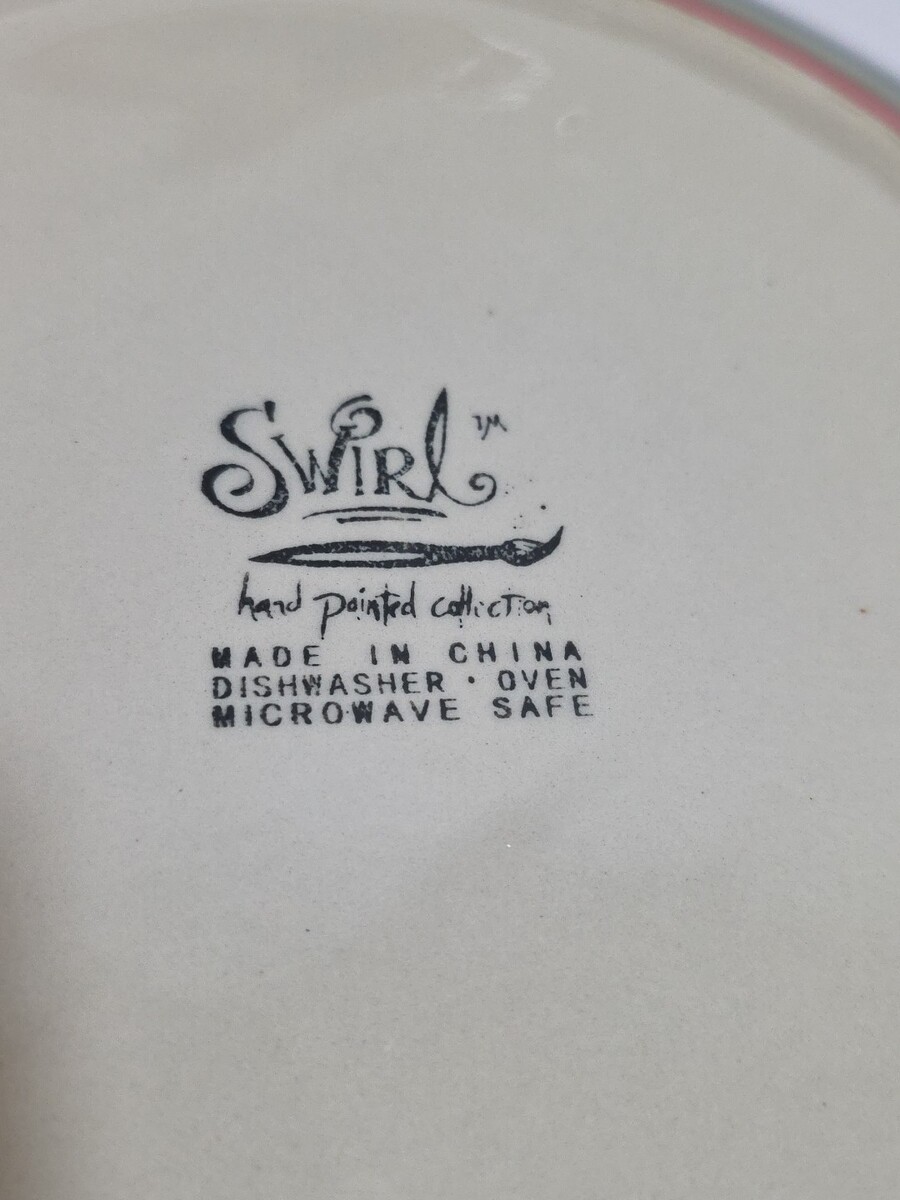 Swirl™
hand painted collection
MADE IN CHINA
DISHWASHER · OVEN
MICROWAVE SAFE